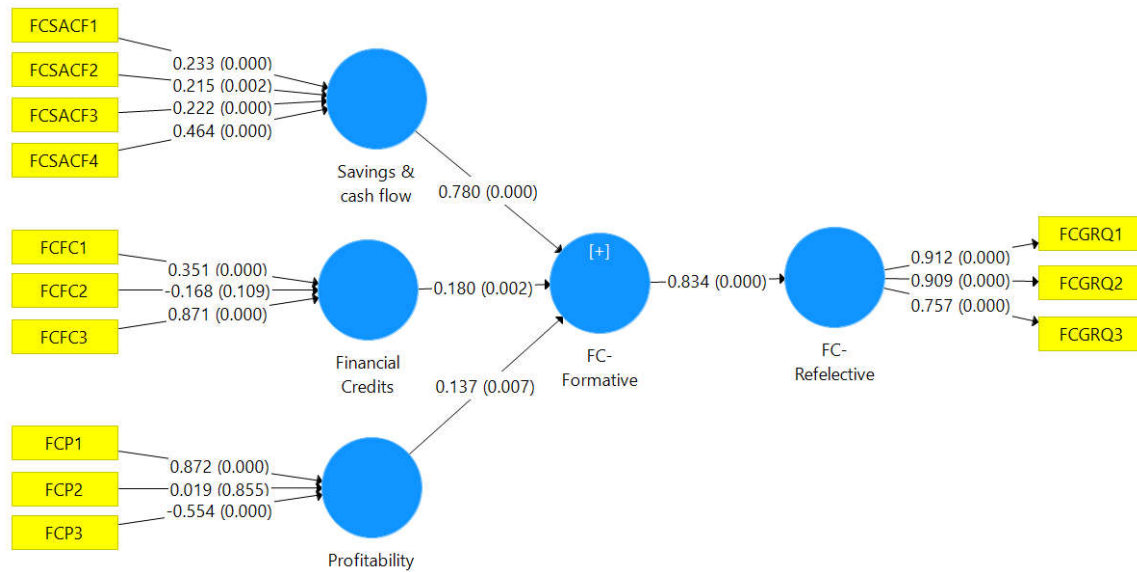 FCSACF1
FCSACF2
FCSACF3
FCSACF4
0.233 (0.000)
0.215 (0.002)
0.222 (0.000)
0.464 (0.000)
Savings &
cash flow
0.780 (0.000)
FCFC1
FCFC2
FCFC3
0.351 (0.000)
-0.168 (0.109)
0.871 (0.000)
Financial
Credits
0.180 (0.002)
[+]
FC-
Formative
0.834 (0.000)
FC-
Refelective
0.912 (0.000)
0.909 (0.000)
0.757 (0.000)
FCGRQ1
FCGRQ2
FCGRQ3
0.137 (0.007)
FCP1
FCP2
FCP3
0.872 (0.000)
0.019 (0.855)
-0.554 (0.000)
Profitability